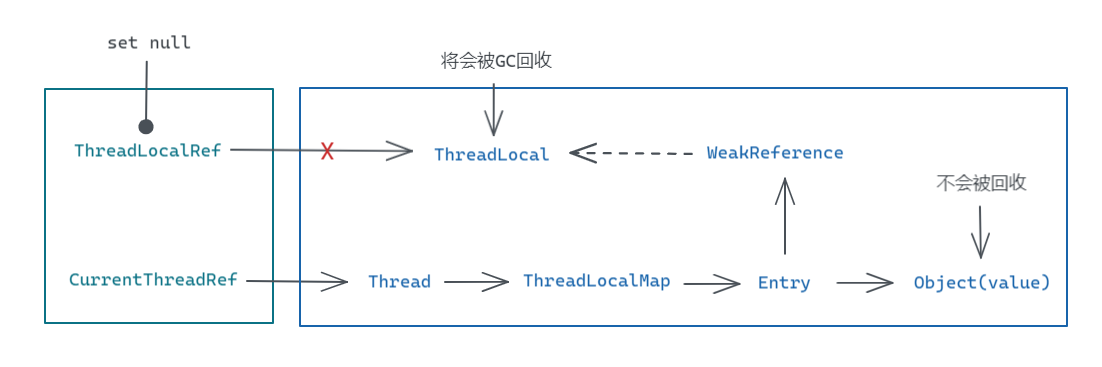 set null
将会被GC回收
ThreadLocalRef
X
ThreadLocal
WeakReference
不会被回收
CurrentThreadRef
Thread
ThreadLocalMap
Entry
Object(value)